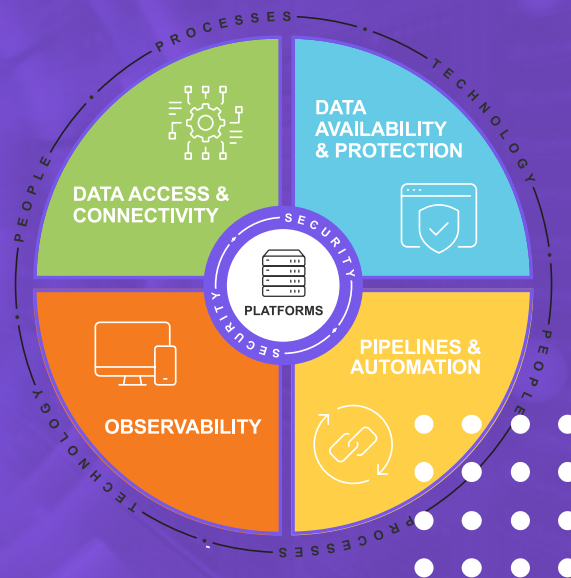 PROCESSES
TECHNOLOGY
PEOPLE
DATA
AVAILABILITY
& PROTECTION
DATA ACCESS &
CONNECTIVITY
SECURITY
PLATFORMS
SECURITY
PIPELINES &
AUTOMATION
OBSERVABILITY
PEOPLE
TECHNOLOGY
PROCESSES